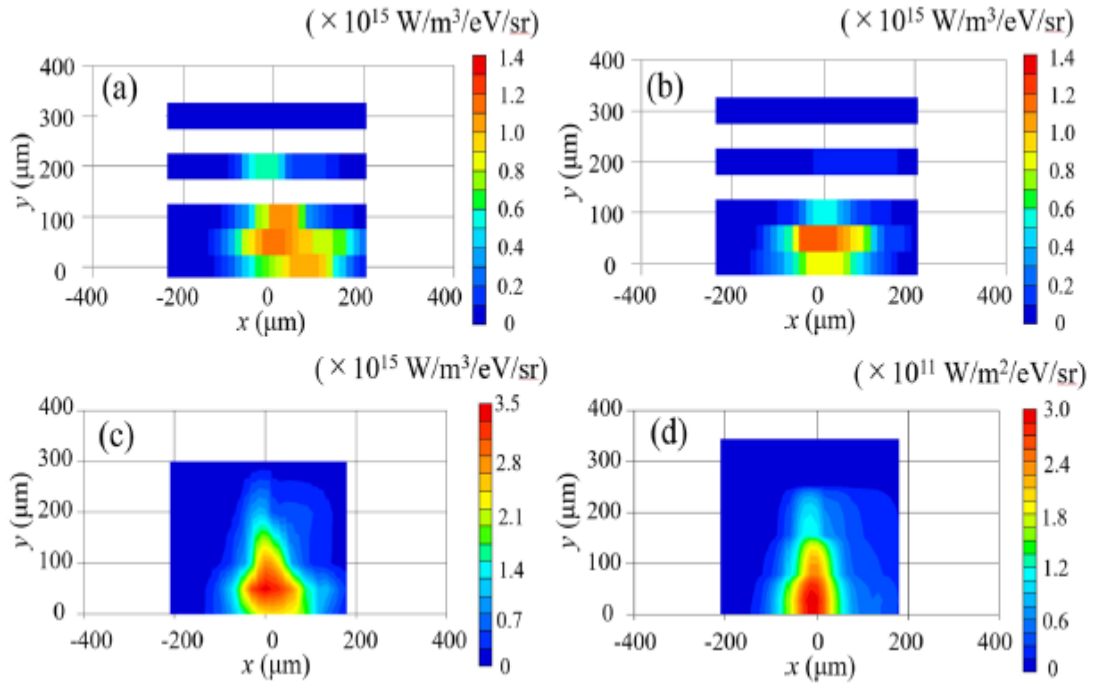 ( × 10¹⁵ W/m³/eV/sr)
(a)
400
300
200
100
0
y (μm)
-400 -200 0 200 400
x (μm)
1.4
1.2
1.0
0.8
0.6
0.4
0.2
0
( × 10¹⁵ W/m³/eV/sr)
(b)
400
300
200
100
0
y (μm)
-400 -200 0 200 400
x (μm)
1.4
1.2
1.0
0.8
0.6
0.4
0.2
0
( × 10¹⁵ W/m³/eV/sr)
(c)
400
300
200
100
0
y (μm)
-400 -200 0 200 400
x (μm)
3.5
2.8
2.1
1.4
0.7
0
( × 10¹¹ W/m²/eV/sr)
(d)
400
300
200
100
0
y (μm)
-400 -200 0 200 400
x (μm)
3.0
2.4
1.8
1.2
0.6
0